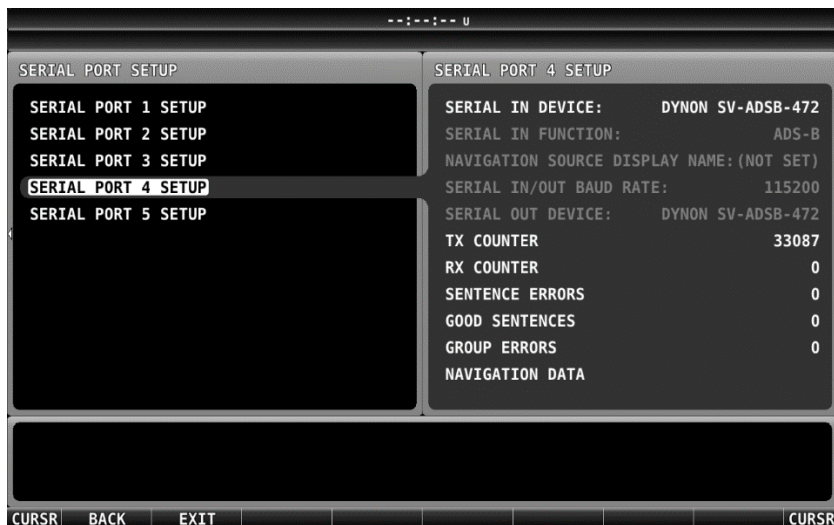 --:--:-- U
SERIAL PORT SETUP
SERIAL PORT 1 SETUP
SERIAL PORT 2 SETUP
SERIAL PORT 3 SETUP
SERIAL PORT 4 SETUP
SERIAL PORT 5 SETUP
SERIAL PORT 4 SETUP
SERIAL IN DEVICE: DYNON SV-ADSB-472
SERIAL IN FUNCTION: ADS-B
NAVIGATION SOURCE DISPLAY NAME:(NOT SET)
SERIAL IN/OUT BAUD RATE: 115200
SERIAL OUT DEVICE: DYNON SV-ADSB-472
TX COUNTER 33087
RX COUNTER 0
SENTENCE ERRORS 0
GOOD SENTENCES 0
GROUP ERRORS 0
NAVIGATION DATA
CURSR BACK EXIT CURSR